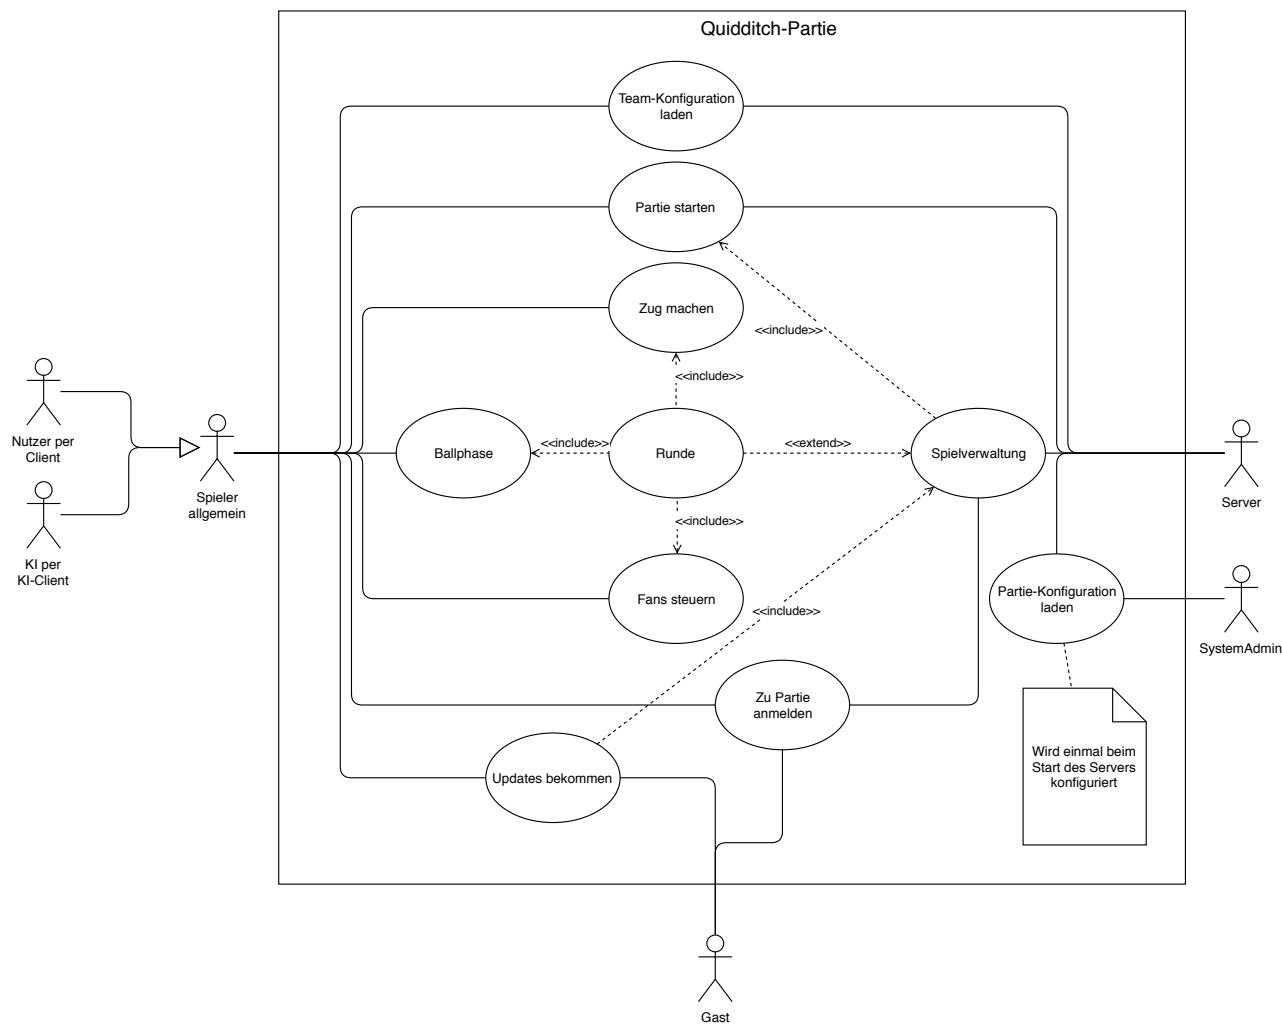 Quidditch-Partie
Team-Konfiguration
laden
Partie starten
Zug machen
<<include>>
<<include>>
Nutzer per
Client
KI per
KI-Client
Spieler
allgemein
Ballphase
<<include>>
Runde
<<extend>>
Spielverwaltung
Server
<<include>>
Fans steuern
<<include>>
Partie-Konfiguration
laden
SystemAdmin
Zu Partie
anmelden
Updates bekommen
Wird einmal beim
Start des Servers
konfiguriert
Gast